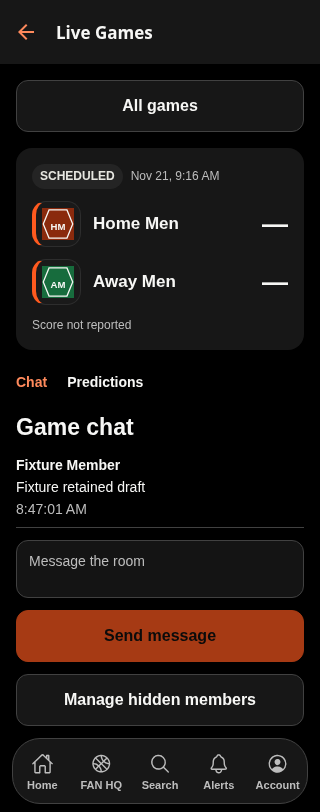 Live Games
All games
SCHEDULED Nov 21, 9:16 AM
HM Home Men —
AM Away Men —
Score not reported
Chat Predictions
Game chat
Fixture Member
Fixture retained draft
8:47:01 AM
Message the room
Send message
Manage hidden members
Home FAN HQ Search Alerts Account